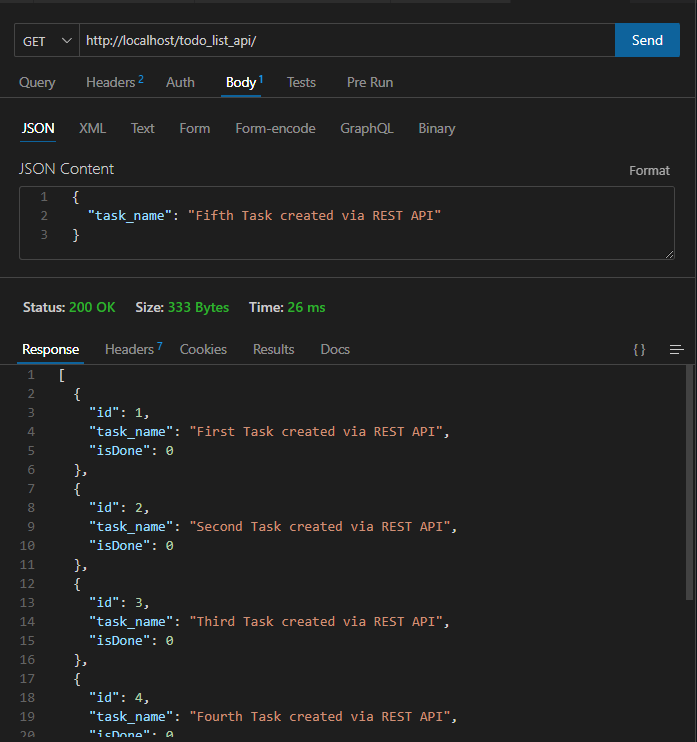 GET http://localhost/todo_list_api/ Send
Query Headers 2 Auth Body 1 Tests Pre Run
JSON XML Text Form Form-encode GraphQL Binary
JSON Content Format
1 {
2 "task_name": "Fifth Task created via REST API"
3 }
Status: 200 OK Size: 333 Bytes Time: 26 ms
Response Headers 7 Cookies Results Docs { }
1 [
2 {
3 "id": 1,
4 "task_name": "First Task created via REST API",
5 "isDone": 0
6 },
7 {
8 "id": 2,
9 "task_name": "Second Task created via REST API",
10 "isDone": 0
11 },
12 {
13 "id": 3,
14 "task_name": "Third Task created via REST API",
15 "isDone": 0
16 },
17 {
18 "id": 4,
19 "task_name": "Fourth Task created via REST API",
20 "isDone": 0